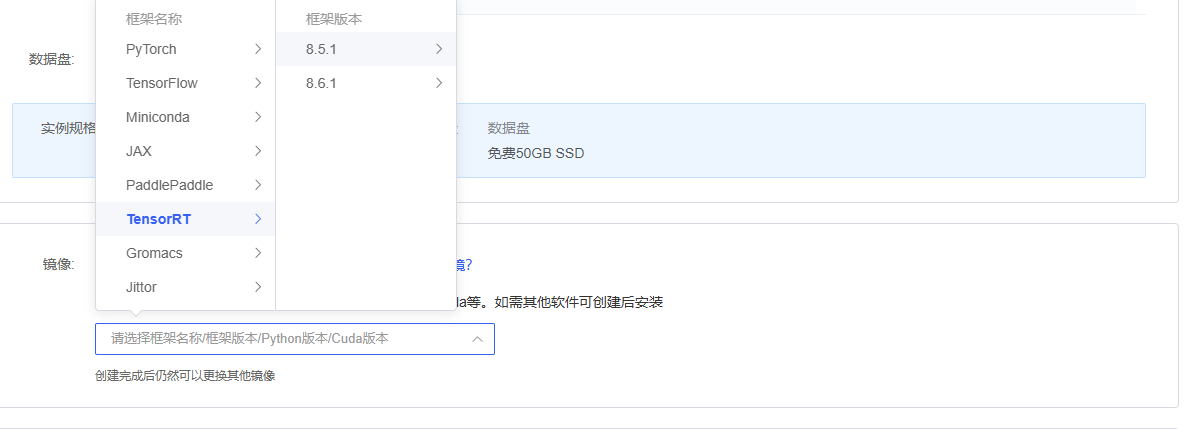 框架名称
框架版本
PyTorch
8.5.1
TensorFlow
8.6.1
Miniconda
JAX
PaddlePaddle
TensorRT
Gromacs
Jittor
数据盘:
实例规格
数据盘
免费50GB SSD
镜像:
境?
la等。如需其他软件可创建后安装
请选择框架名称/框架版本/Python版本/Cuda版本
创建完成后仍然可以更换其他镜像